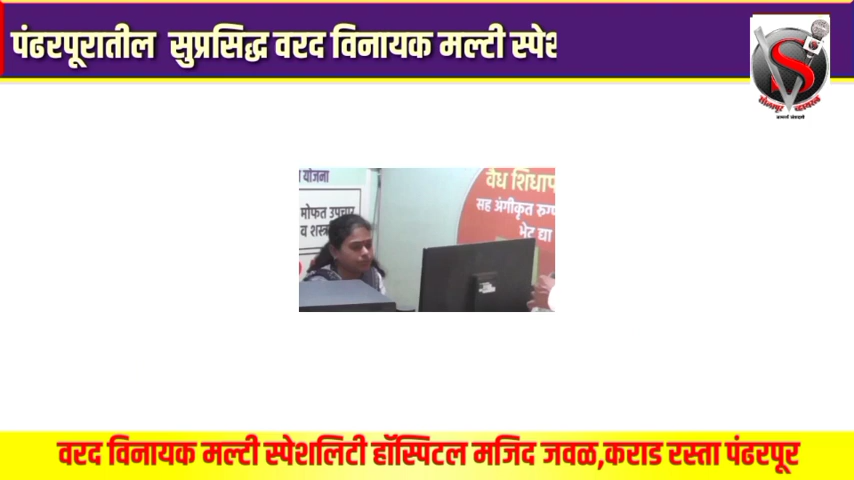 पंढरपूरातील सुप्रसिद्ध वरद विनायक मल्टी
सोलापूर व्हायरल
योजना
मोफत उपचार
व
वैध
सह अंगीकृत
भेट द्या
वरद विनायक मल्टी स्पेशलिटी हॉस्पिटल मजिद जवळ,कराड रस्ता पंढरपूर